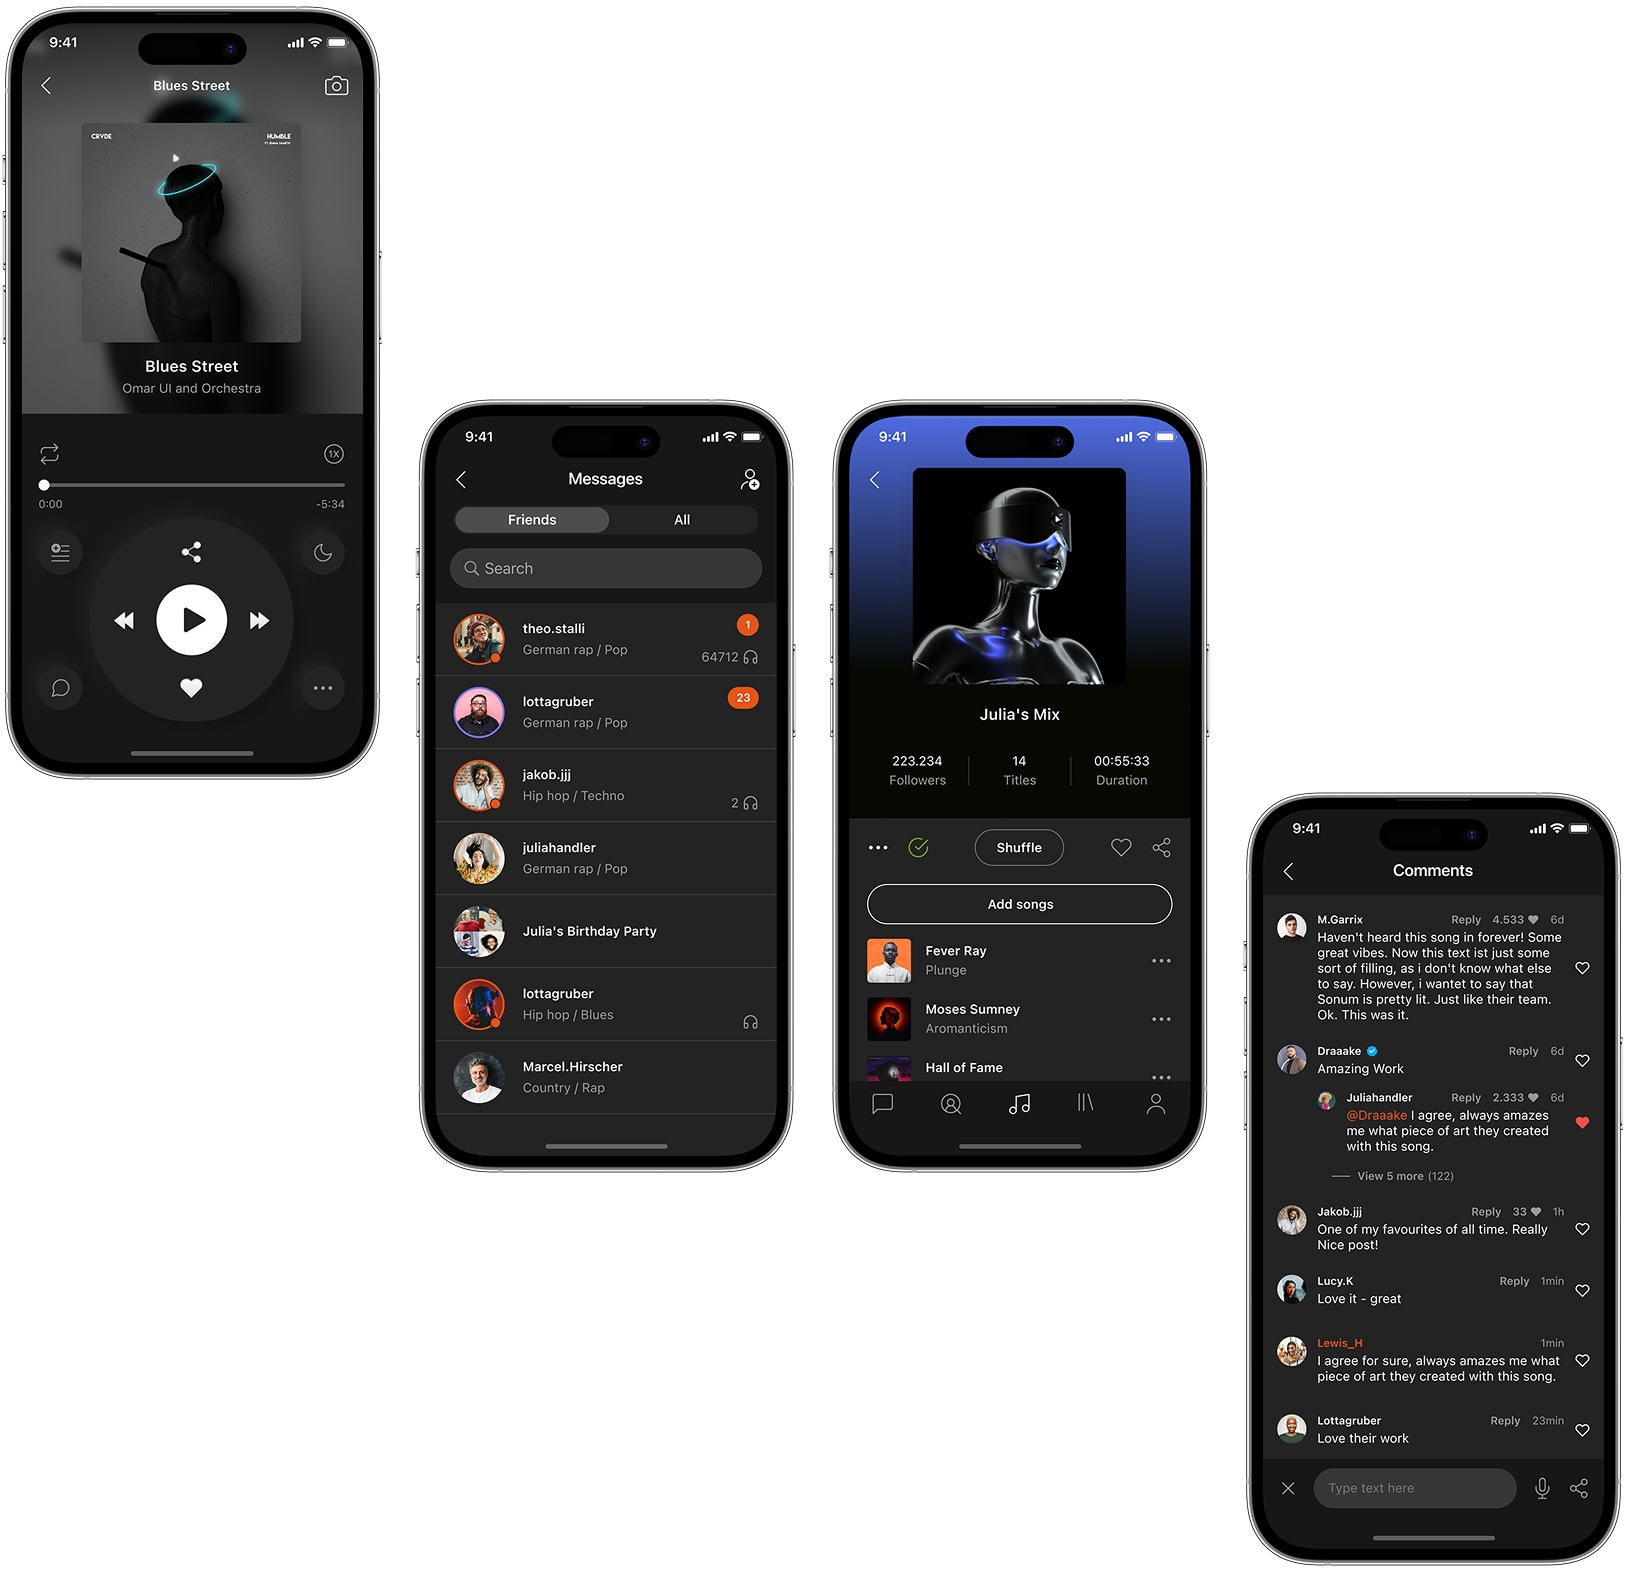 9:41
Blues Street
CRVDE
HUMBLE
Blues Street
Omar UI and Orchestra
1X
0:00
-5:34
9:41
Messages
Friends
All
Search
theo.stalli
1
German rap / Pop
64712
lottagruber
23
German rap / Pop
jakob.jjj
Hip hop / Techno
2
juliahandler
German rap / Pop
Julia's Birthday Party
lottagruber
Hip hop / Blues
Marcel.Hirscher
Country / Rap
9:41
Julia's Mix
223.234
14
00:55:33
Followers
Titles
Duration
Shuffle
Add songs
Fever Ray
Plunge
Moses Sumney
Aromanticism
Hall of Fame
9:41
Comments
M.Garrix Reply 4.533 6d
Haven't heard this song in forever! Some
great vibes. Now this text ist just some
sort of filling, as i don't know what else
to say. However, i wantet to say that
Sonum is pretty lit. Just like their team.
Ok. This was it.
Draaake Reply 6d
Amazing Work
Juliahandler Reply 2.333 6d
@Draaake I agree, always amazes
me what piece of art they created
with this song.
View 5 more (122)
Jakob.jjj Reply 33 1h
One of my favourites of all time. Really
Nice post!
Lucy.K Reply 1min
Love it - great
Lewis_H 1min
I agree for sure, always amazes me what
piece of art they created with this song.
Lottagruber Reply 23min
Love their work
Type text here